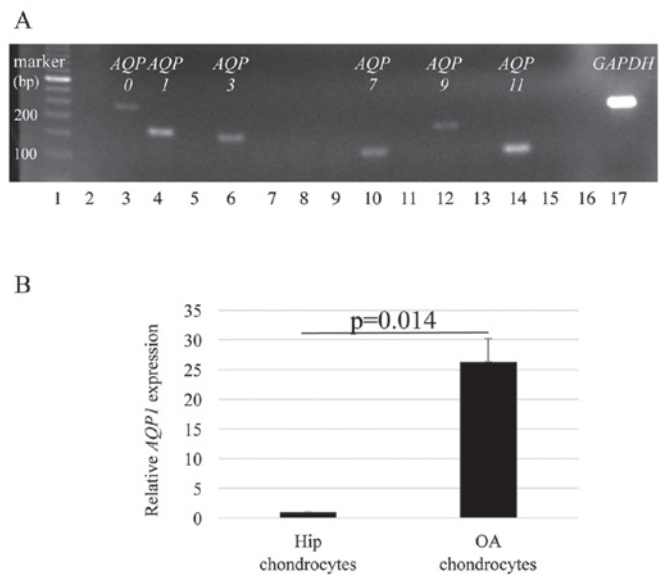 A
marker
(bp)
200
100
AQP
0
AQP
1
AQP
3
AQP
7
AQP
9
AQP
11
GAPDH
1 2 3 4 5 6 7 8 9 10 11 12 13 14 15 16 17
B
Relative AQP1 expression
35
30
25
20
15
10
5
0
p=0.014
Hip
chondrocytes
OA
chondrocytes